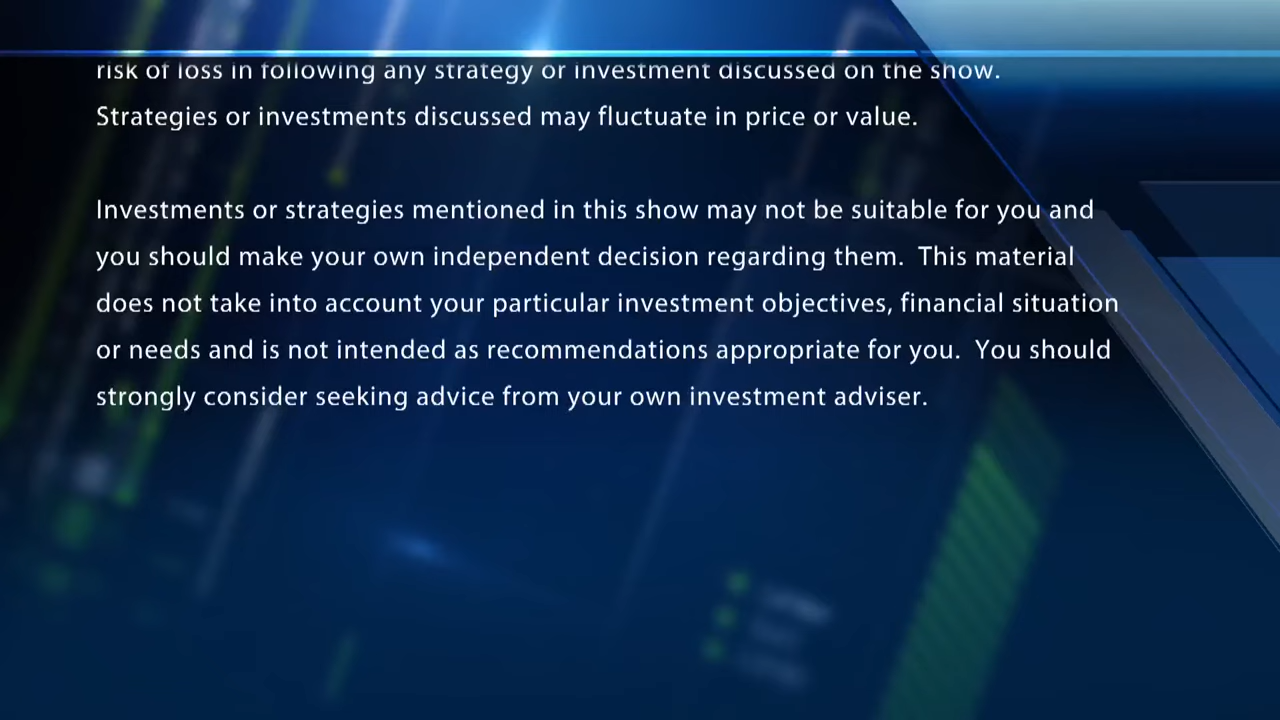 risk of loss in following any strategy or investment discussed on the show.
Strategies or investments discussed may fluctuate in price or value.
Investments or strategies mentioned in this show may not be suitable for you and
you should make your own independent decision regarding them.  This material
does not take into account your particular investment objectives, financial situation
or needs and is not intended as recommendations appropriate for you.  You should
strongly consider seeking advice from your own investment adviser.